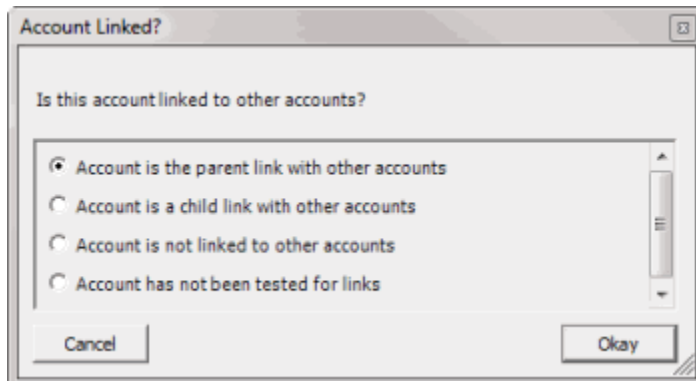 Account Linked?
Is this account linked to other accounts?
Account is the parent link with other accounts
Account is a child link with other accounts
Account is not linked to other accounts
Account has not been tested for links
Cancel
Okay